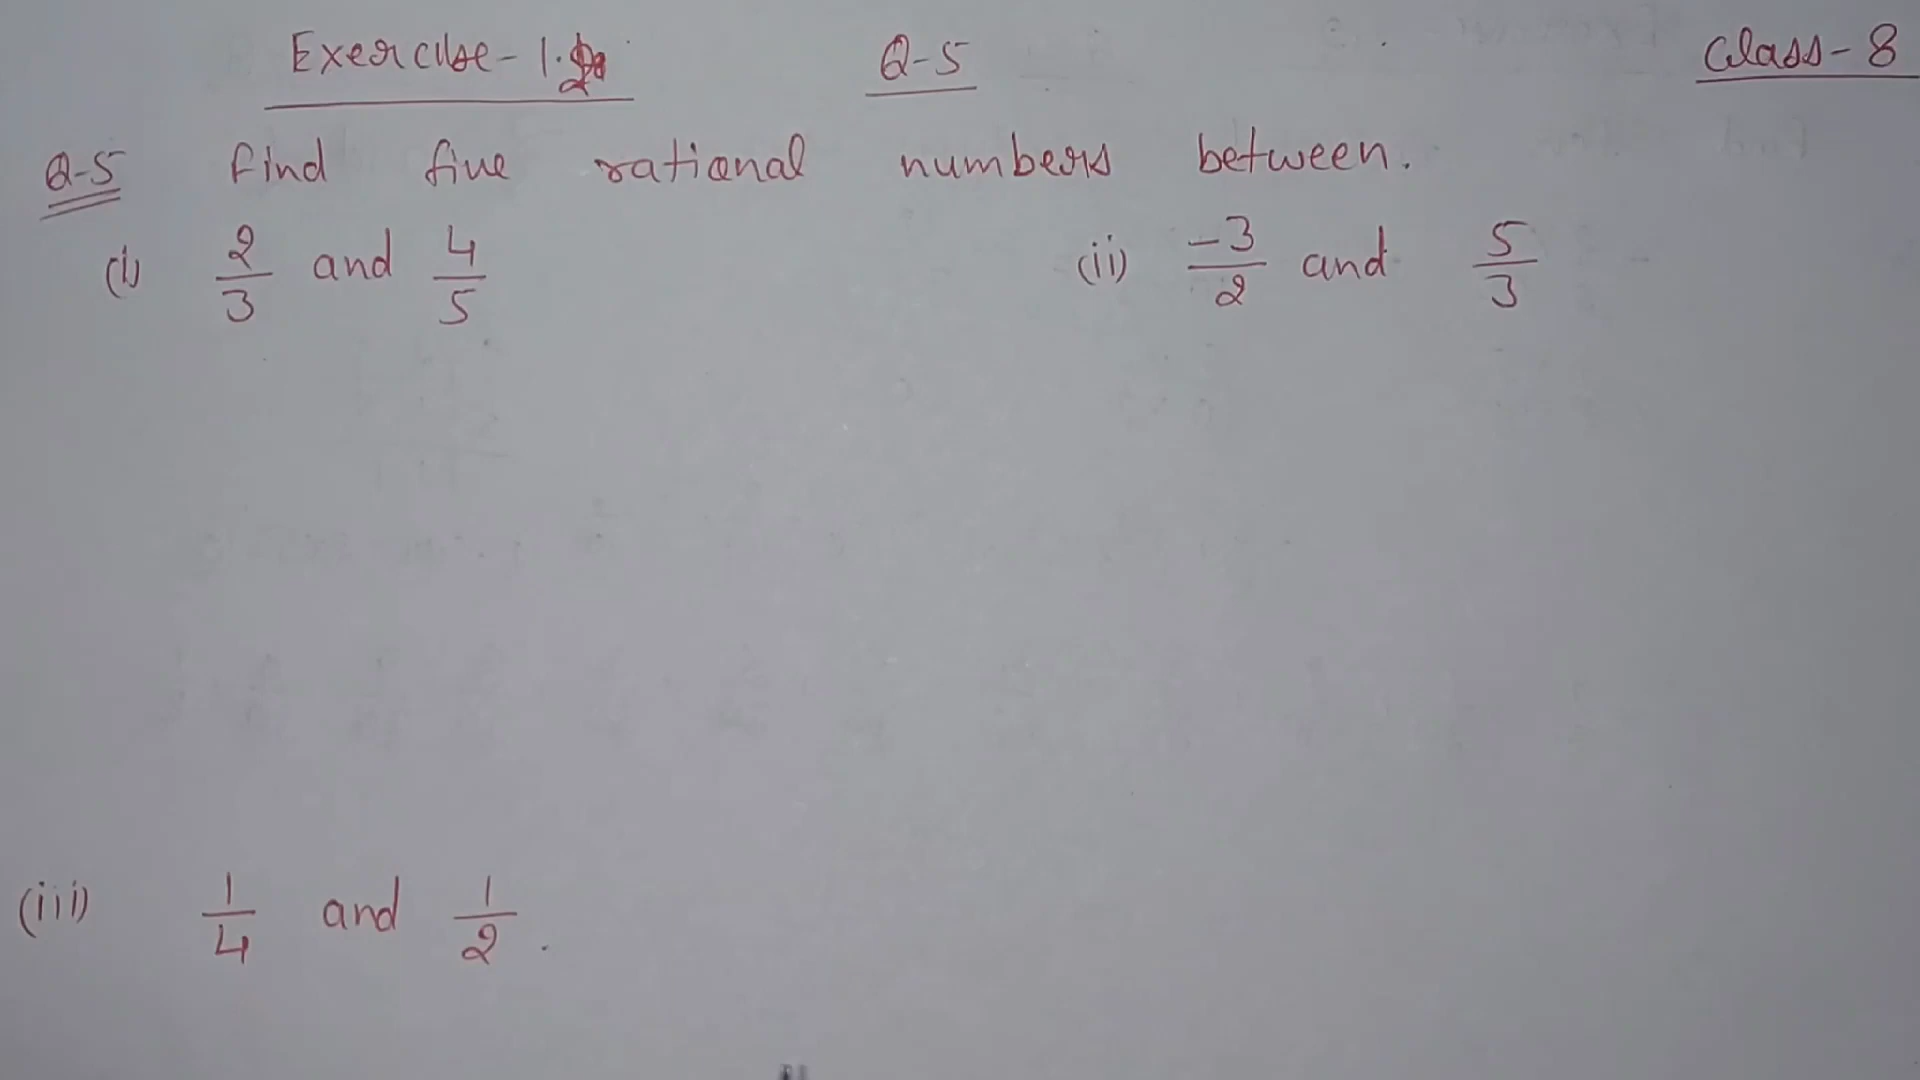 Exercise-1.2 Q-5 Class-8
Q-5 Find five rational numbers between.
(i) 2/3 and 4/5 (ii) -3/2 and 5/3
(iii) 1/4 and 1/2.